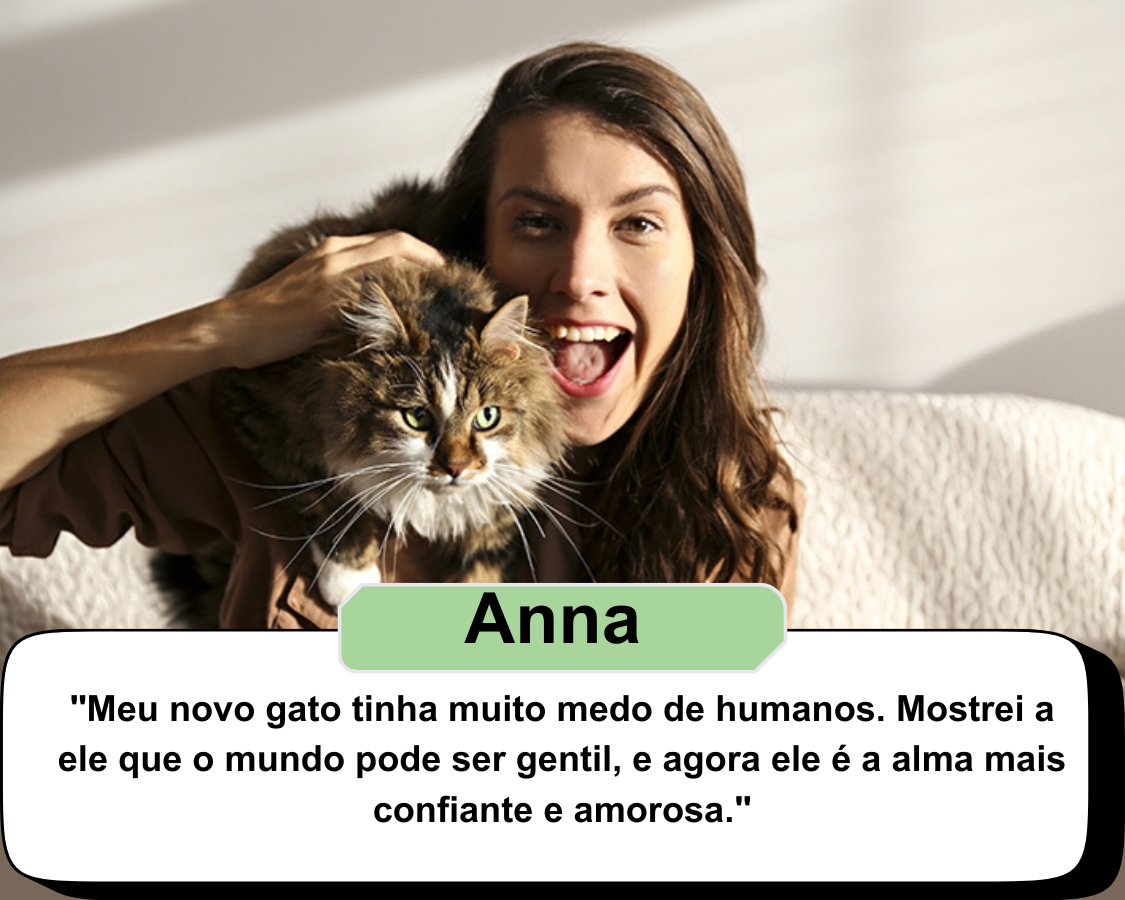 Anna
"Meu novo gato tinha muito medo de humanos. Mostrei a
ele que o mundo pode ser gentil, e agora ele é a alma mais
confiante e amorosa."